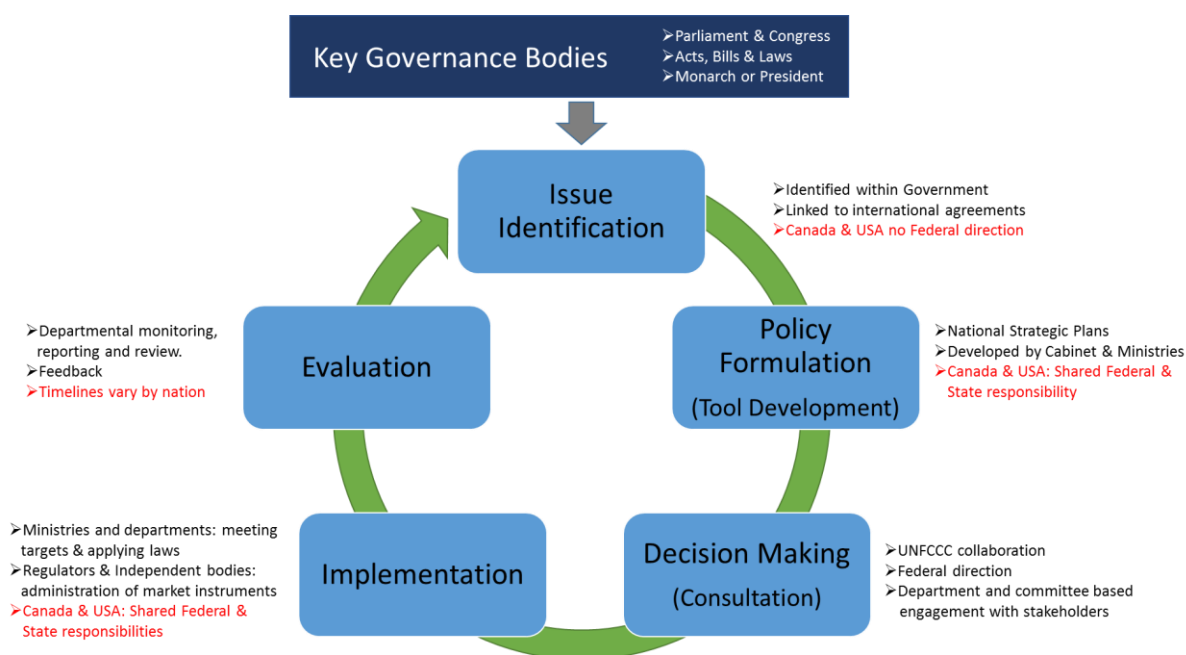 Key Governance Bodies
➢Parliament & Congress
➢Acts, Bills & Laws
➢Monarch or President
Issue
Identification
➢Identified within Government
➢Linked to international agreements
➢Canada & USA no Federal direction
Policy
Formulation
(Tool Development)
➢National Strategic Plans
➢Developed by Cabinet & Ministries
➢Canada & USA: Shared Federal &
State responsibility
Decision Making
(Consultation)
➢UNFCCC collaboration
➢Federal direction
➢Department and committee based
engagement with stakeholders
Implementation
➢Ministries and departments: meeting
targets & applying laws
➢Regulators & Independent bodies:
administration of market instruments
➢Canada & USA: Shared Federal &
State responsibilities
Evaluation
➢Departmental monitoring,
reporting and review.
➢Feedback
➢Timelines vary by nation